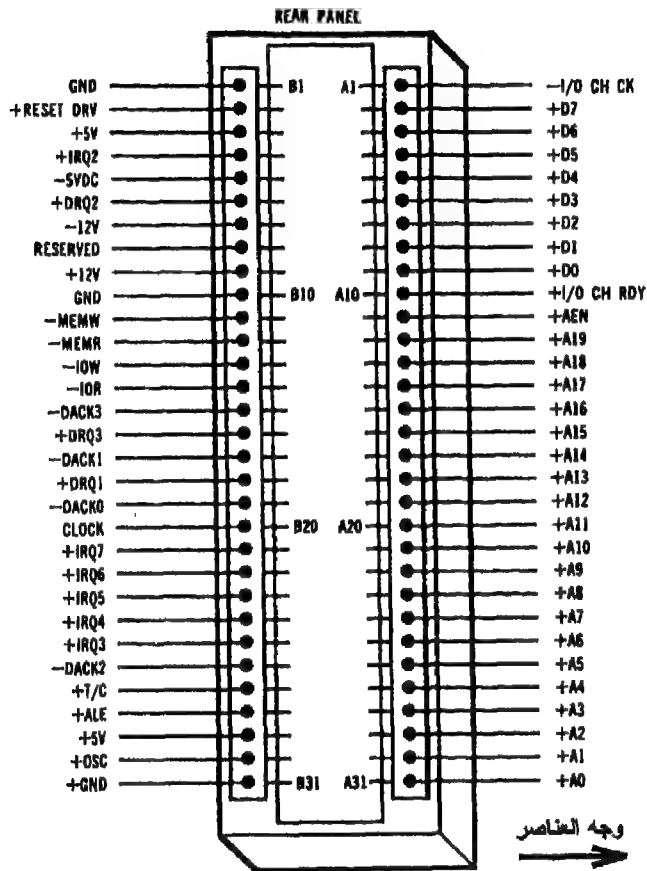 REAR PANEL
GND B1 A1 —I/O CH CK
+RESET DRV +D7
+5V +D6
+IRQ2 +D5
—5VDC +D4
+DRQ2 +D3
—12V +D2
RESERVED +D1
+12V +D0
GND B10 A10 +I/O CH RDY
—MEMW +AEN
—MEMR +A19
—IOW +A18
—IOR +A17
—DACK3 +A16
+DRQ3 +A15
—DACK1 +A14
+DRQ1 +A13
—DACK0 +A12
CLOCK B20 A20 +A11
+IRQ7 +A10
+IRQ6 +A9
+IRQ5 +A8
+IRQ4 +A7
+IRQ3 +A6
—DACK2 +A5
+T/C +A4
+ALE +A3
+5V +A2
+OSC +A1
+GND B31 A31 +A0
وجه العناصر